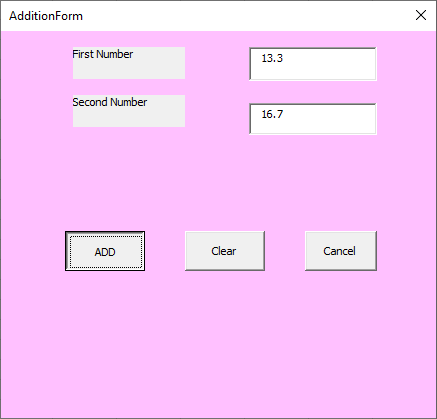 AdditionForm
First Number
13.3
Second Number
16.7
ADD
Clear
Cancel